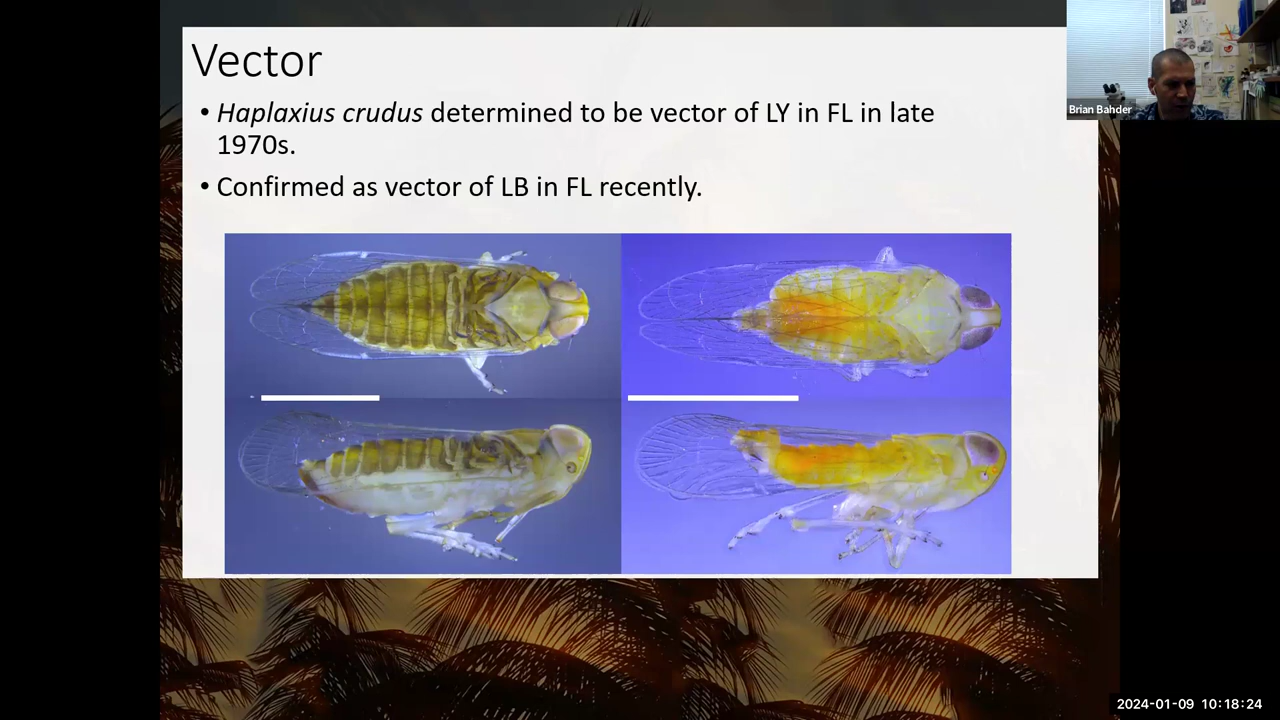 Vector
• Haplaxius crudus determined to be vector of LY in FL in late
1970s.
• Confirmed as vector of LB in FL recently.
Brian Bahder
2024-01-09 10:18:24